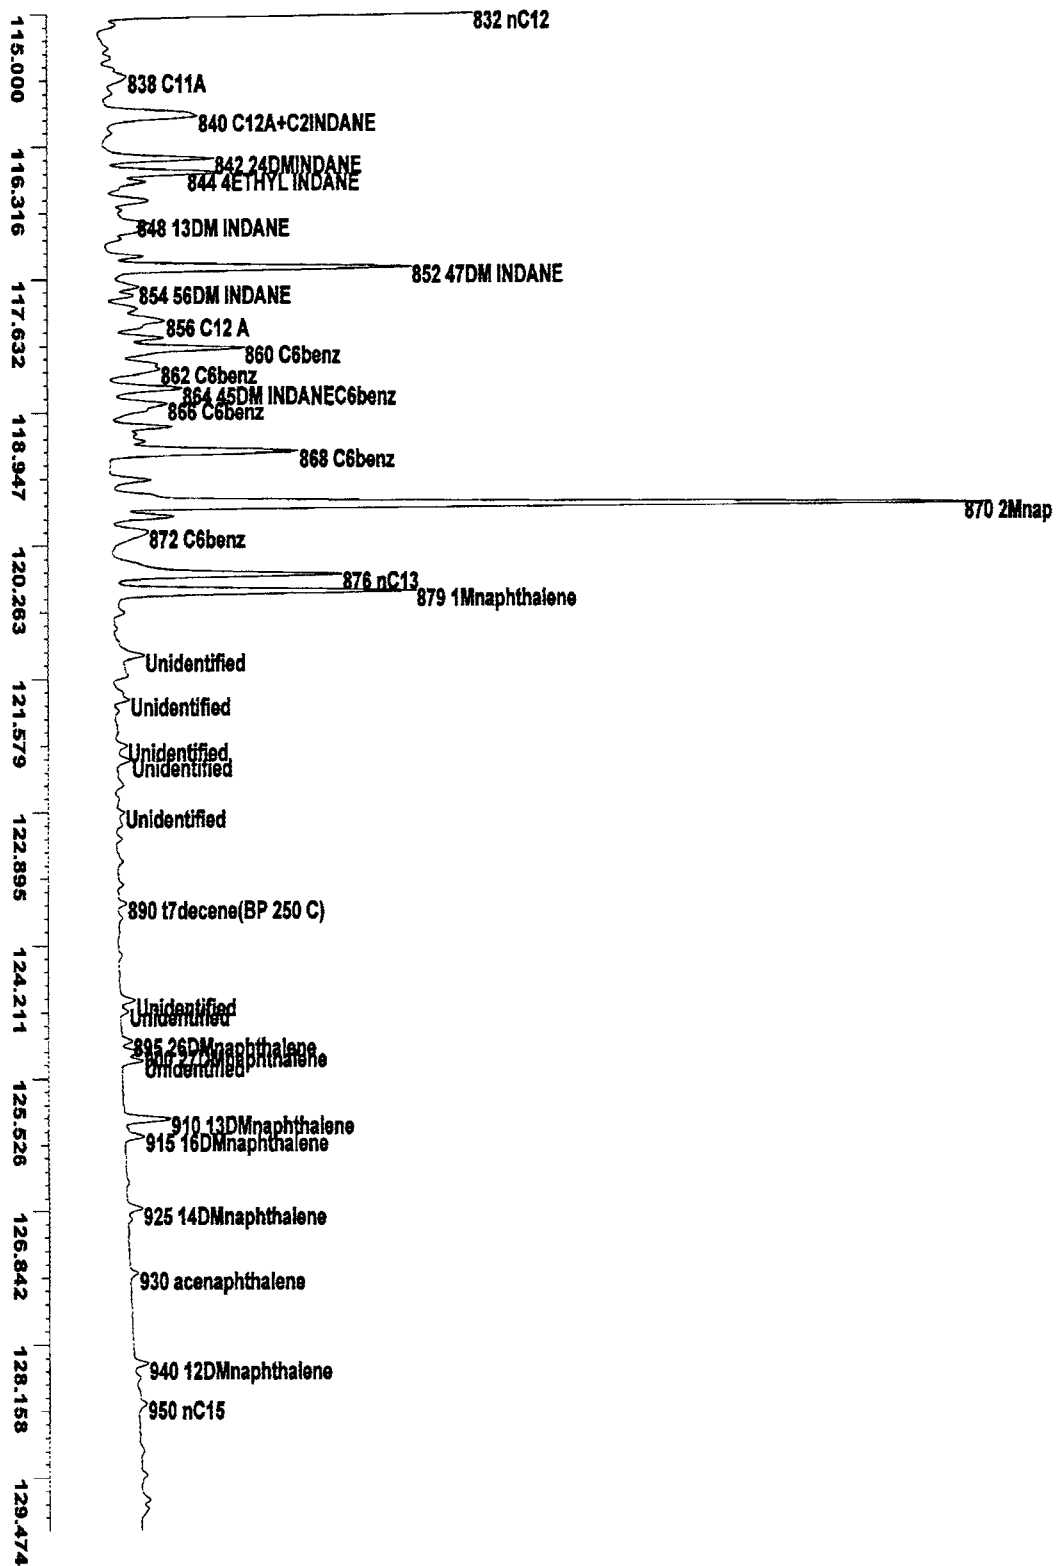 832 nC12
115.000
838 C11A
840 C12A+C2INDANE
842 24DMINDANE
844 4ETHYL INDANE
116.316
848 13DM INDANE
852 47DM INDANE
854 56DM INDANE
117.632
856 C12 A
860 C6benz
862 C6benz
864 45DM INDANEC6benz
866 C6benz
118.947
868 C6benz
870 2Mnap
872 C6benz
120.263
876 nC13
879 1Mnaphthalene
Unidentified
121.579
Unidentified
Unidentified
Unidentified
122.895
Unidentified
890 t7decene(BP 250 C)
124.211
Unidentified
Unidentified
895 26DMnaphthalene
900 27DMnaphthalene
Unidentified
125.526
910 13DMnaphthalene
915 16DMnaphthalene
126.842
925 14DMnaphthalene
930 acenaphthalene
128.158
940 12DMnaphthalene
950 nC15
129.474